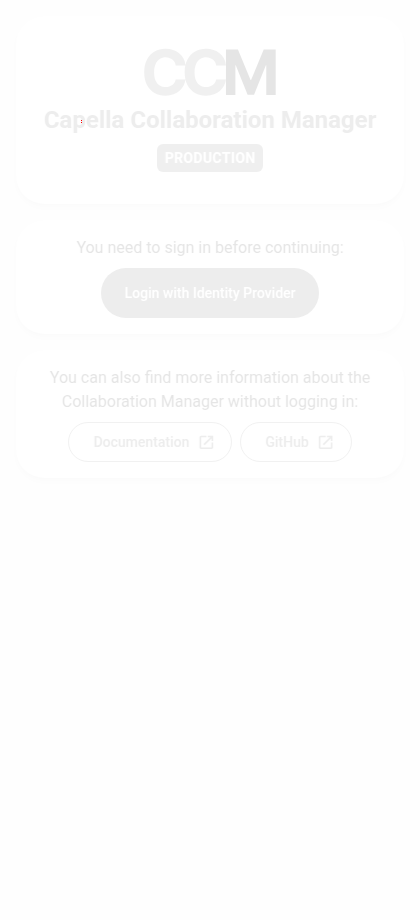 CCM
Capella Collaboration Manager
PRODUCTION
You need to sign in before continuing:
Login with Identity Provider
You can also find more information about the
Collaboration Manager without logging in:
Documentation
GitHub